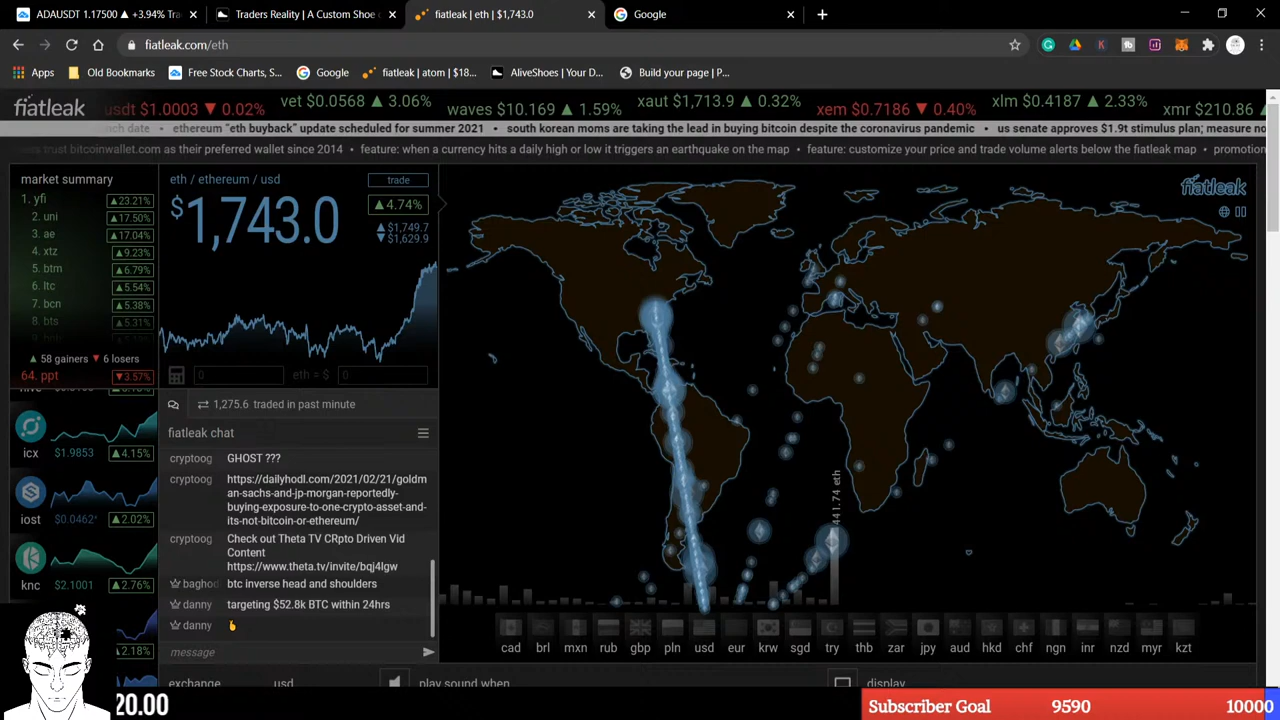 ADAUSDT 1.17500 ▲ +3.94%
Traders Reality | A Custom Shoe
fiatleak | eth | $1,743.0
Google
fiatleak.com/eth
Apps
Old Bookmarks
Free Stock Charts, S...
Google
fiatleak | atom | $18...
AliveShoes | Your D...
Build your page | P...
fiatleak
usdt $1.0003 ▼ 0.02%
vet $0.0568 ▲ 3.06%
waves $10.169 ▲ 1.59%
xaut $1,713.9 ▲ 0.32%
xem $0.7186 ▼ 0.40%
xlm $0.4187 ▲ 2.33%
xmr $210.86 ▲
date • ethereum "eth buyback" update scheduled for summer 2021 • south korean moms are taking the lead in buying bitcoin despite the coronavirus pandemic • us senate approves $1.9t stimulus plan; measure
trust bitcoinwallet.com as their preferred wallet since 2014 • feature: when a currency hits a daily high or low it triggers an earthquake on the map • feature: customize your price and trade volume alerts below the fiatleak map •
market summary
1. yfi ▲23.21%
2. uni ▲17.50%
3. ae ▲17.04%
4. xtz ▲9.23%
5. btm ▲6.79%
6. ltc ▲5.54%
7. bcn ▲5.38%
8. bts ▲5.31%
▲ 58 gainers ▼ 6 losers
64. ppt ▼3.57%
icx
$1.9853 ▲4.15%
iost
$0.0462 ▲2.02%
knc
$2.1001 ▲2.76%
2.18%
eth / ethereum / usd
trade
$1,743.0
▲4.74%
▲$1,749.7
▼$1,629.9
0 eth = $ 0
1,275.6 traded in past minute
fiatleak chat
cryptoog GHOST ???
cryptoog https://dailyhodl.com/2021/02/21/goldm
an-sachs-and-jp-morgan-reportedly-
buying-exposure-to-one-crypto-asset-and-
its-not-bitcoin-or-ethereum/
cryptoog Check out Theta TV CRpto Driven Vid
Content
https://www.theta.tv/invite/bqj4lgw
baghod btc inverse head and shoulders
danny targeting $52.8k BTC within 24hrs
danny
message
fiatleak
441.74 eth
cad brl mxn rub gbp pln usd eur krw sgd try thb zar jpy aud hkd chf ngn inr nzd myr kzt
exchange usd
play sound when
display
20.00
Subscriber Goal 9590 10000